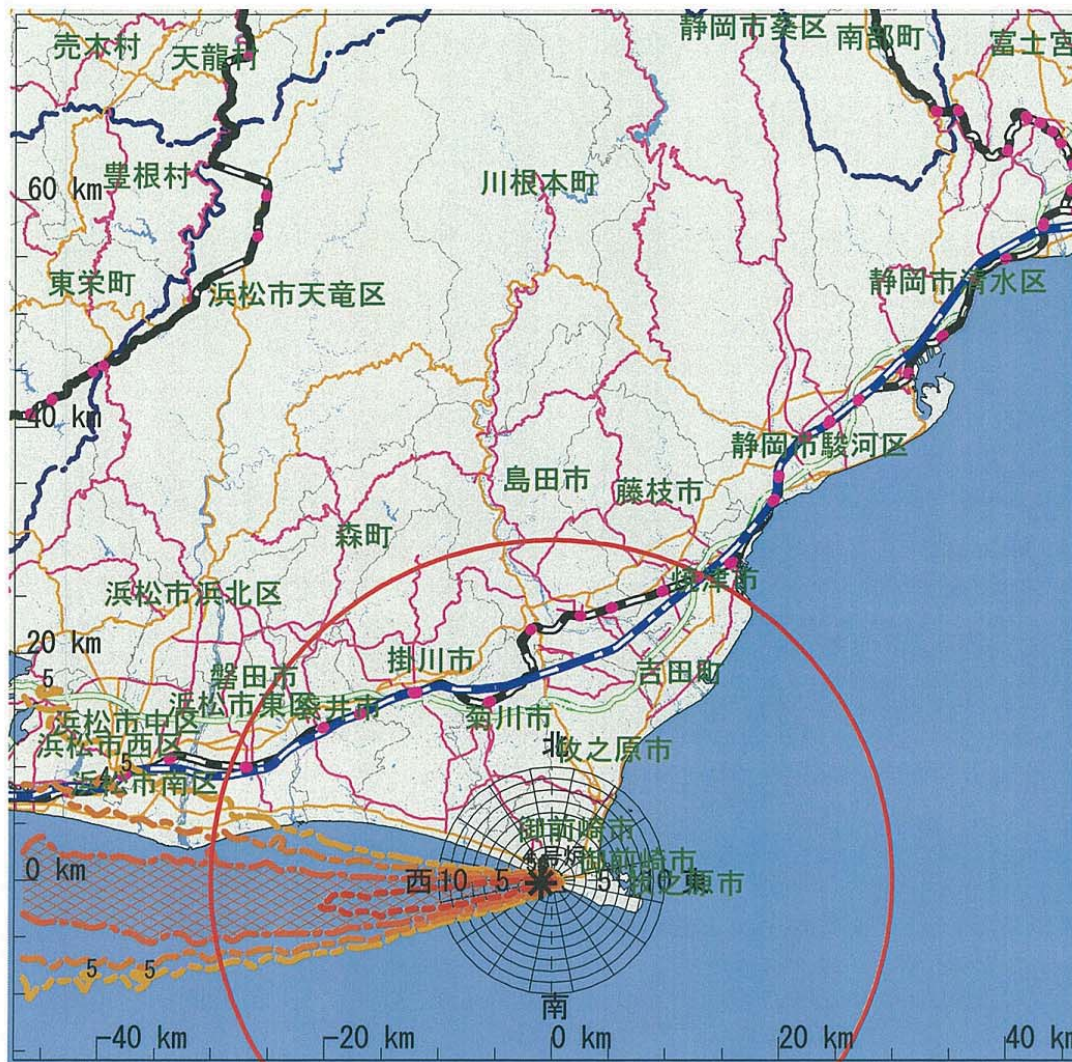 静岡市葵区
売木村
天龍村
南部町
富士宮
豊根村
60 km
川根本町
東栄町
浜松市天竜区
静岡市清水区
40 km
静岡市駿河区
島田市
藤枝市
森町
焼津市
浜松市浜北区
20 km
掛川市
磐田市
吉田町
5
浜松市東区
袋井市
菊川市
浜松市中区
北
牧之原市
浜松市西区
4.5
浜松市南区
御前崎市
御前崎市
0 km
西 10 5
5 10 東
牧之原市
5
5
南
-40 km
-20 km
0 km
20 km
40 km